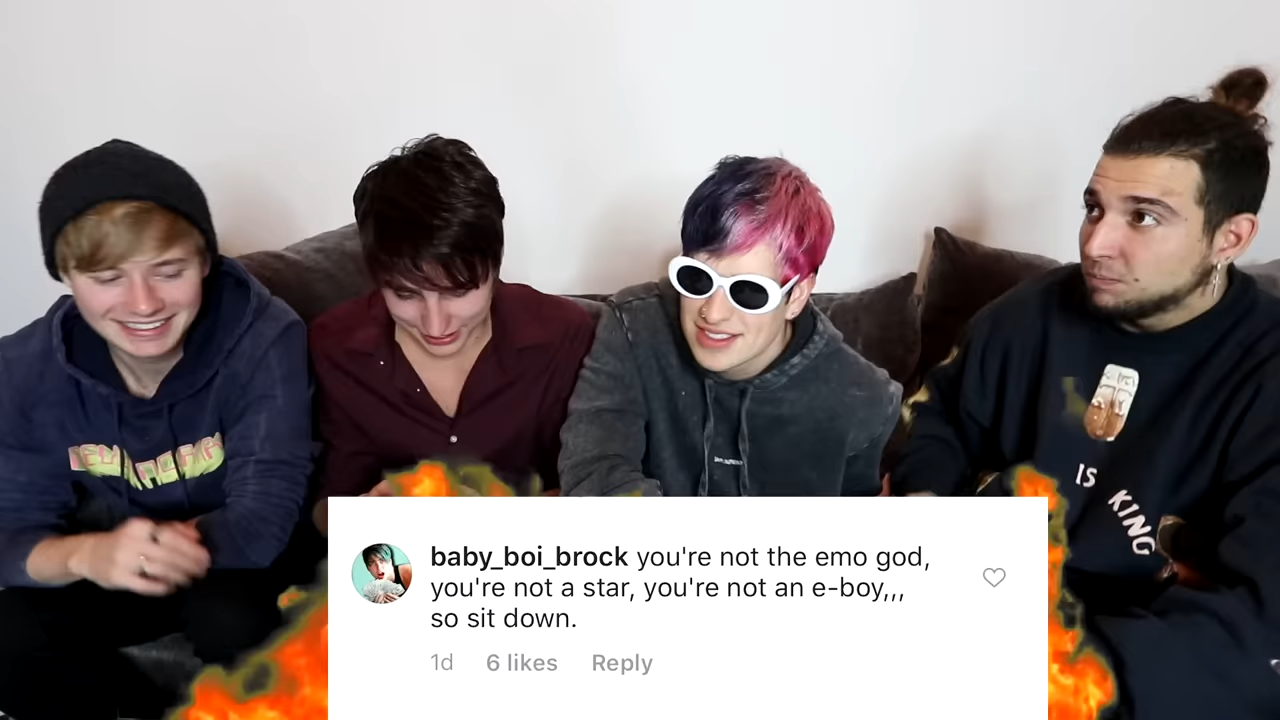 IS KING
baby_boi_brock you're not the emo god,
you're not a star, you're not an e-boy,,,
so sit down.
1d 6 likes Reply